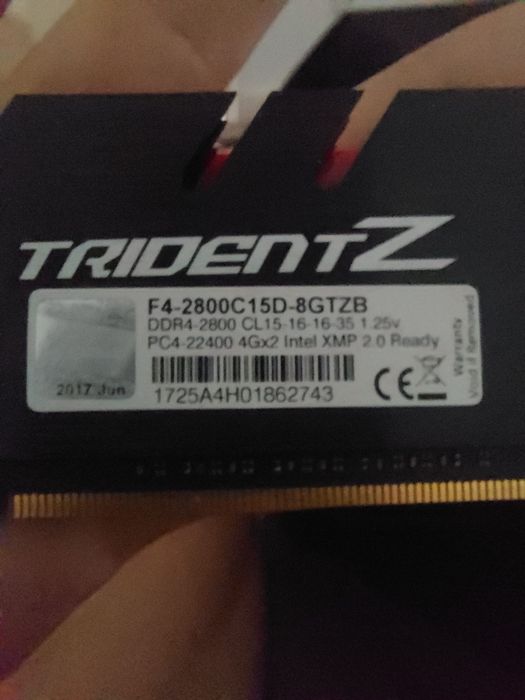 TRIDENTZ
F4-2800C15D-8GTZB
DDR4-2800 CL15-16-16-35 1.25v
PC4-22400 4Gx2 Intel XMP 2.0 Ready
2017 Jun
1725A4H01862743
CE
Warranty
Void if Removed